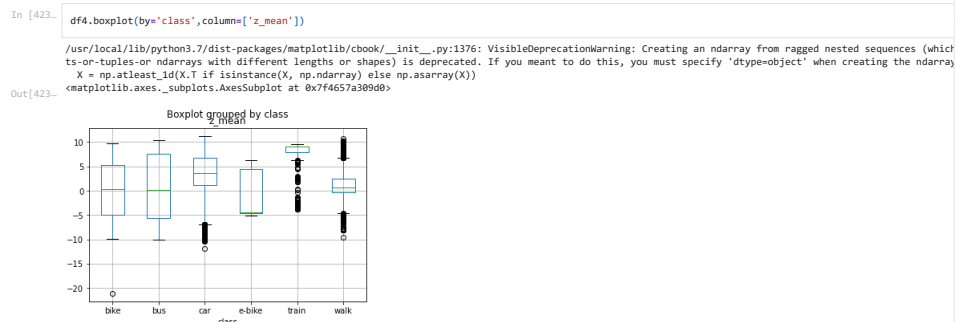 In [423…
df4.boxplot(by='class',column=['z_mean'])
/usr/local/lib/python3.7/dist-packages/matplotlib/cbook/__init__.py:1376: VisibleDeprecationWarning: Creating an ndarray from ragged nested sequences (which
ts-or-tuples-or ndarrays with different lengths or shapes) is deprecated. If you meant to do this, you must specify 'dtype=object' when creating the ndarray
X = np.atleast_1d(X.T if isinstance(X, np.ndarray) else np.asarray(X))
Out[423…
<matplotlib.axes._subplots.AxesSubplot at 0x7f4657a309d0>
Boxplot grouped by class
z_mean
10
5
0
−5
−10
−15
−20
bike bus car e-bike train walk
class